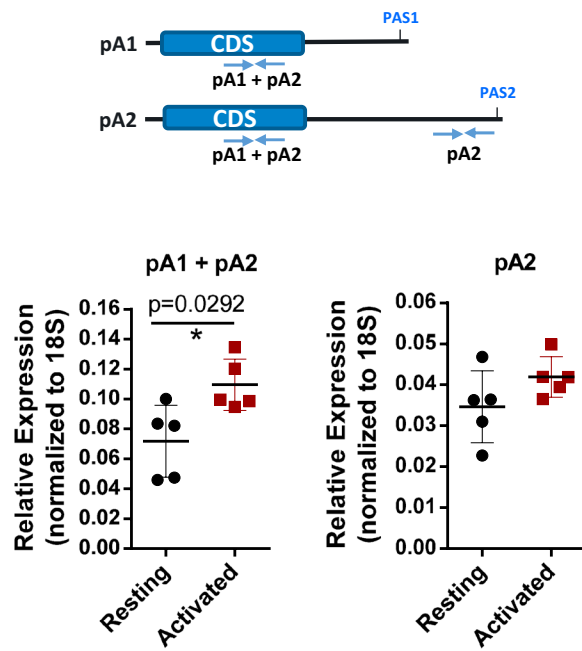 PAS1
pA1
CDS
pA1 + pA2
PAS2
pA2
CDS
pA1 + pA2
pA2
pA1 + pA2
Relative Expression
(normalized to 18S)
0.16
0.14
0.12
0.10
0.08
0.06
0.04
0.02
0.00
p=0.0292
*
Resting
Activated
pA2
Relative Expression
(normalized to 18S)
0.06
0.05
0.04
0.03
0.02
0.01
0.00
Resting
Activated